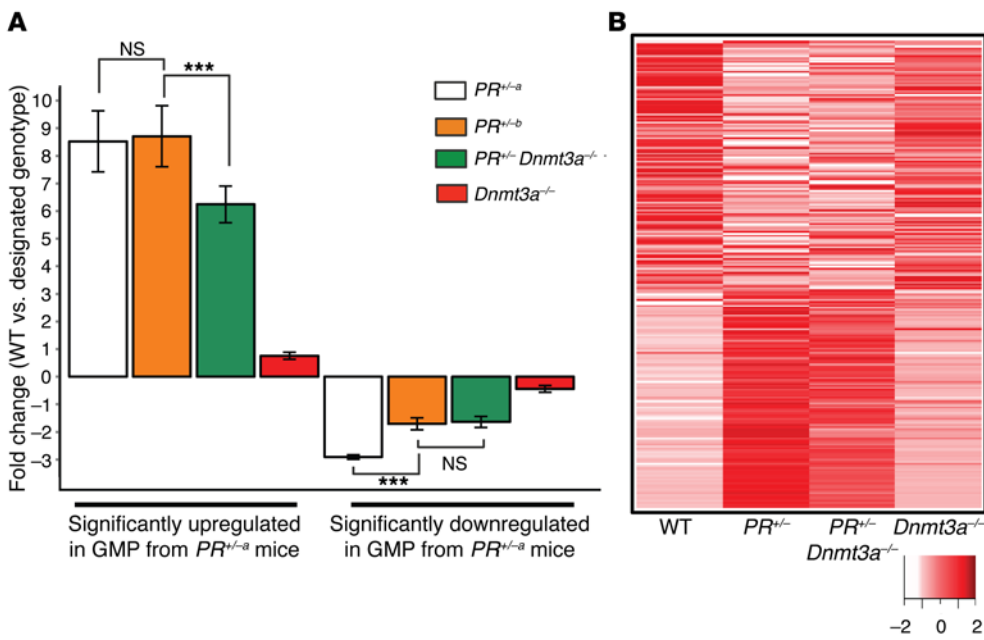 A
NS
***
PR+/–a
PR+/–b
PR+/– Dnmt3a–/–
Dnmt3a–/–
Fold change (WT vs. designated genotype)
10
9
8
7
6
5
4
3
2
1
0
–1
–2
–3
***
NS
Significantly upregulated
in GMP from PR+/–a mice
Significantly downregulated
in GMP from PR+/–a mice
B
WT
PR+/–
PR+/–
Dnmt3a–/–
Dnmt3a–/–
–2
0
2